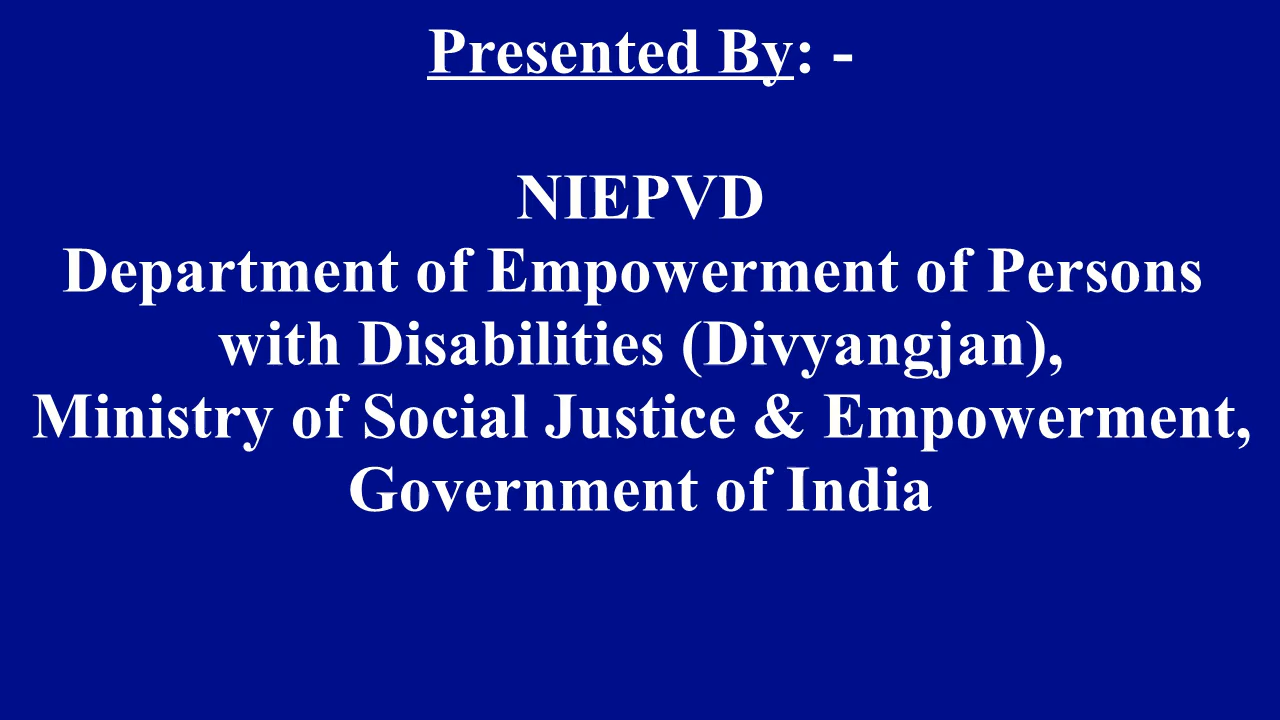 Presented By: -
NIEPVD
Department of Empowerment of Persons
with Disabilities (Divyangjan),
Ministry of Social Justice & Empowerment,
Government of India